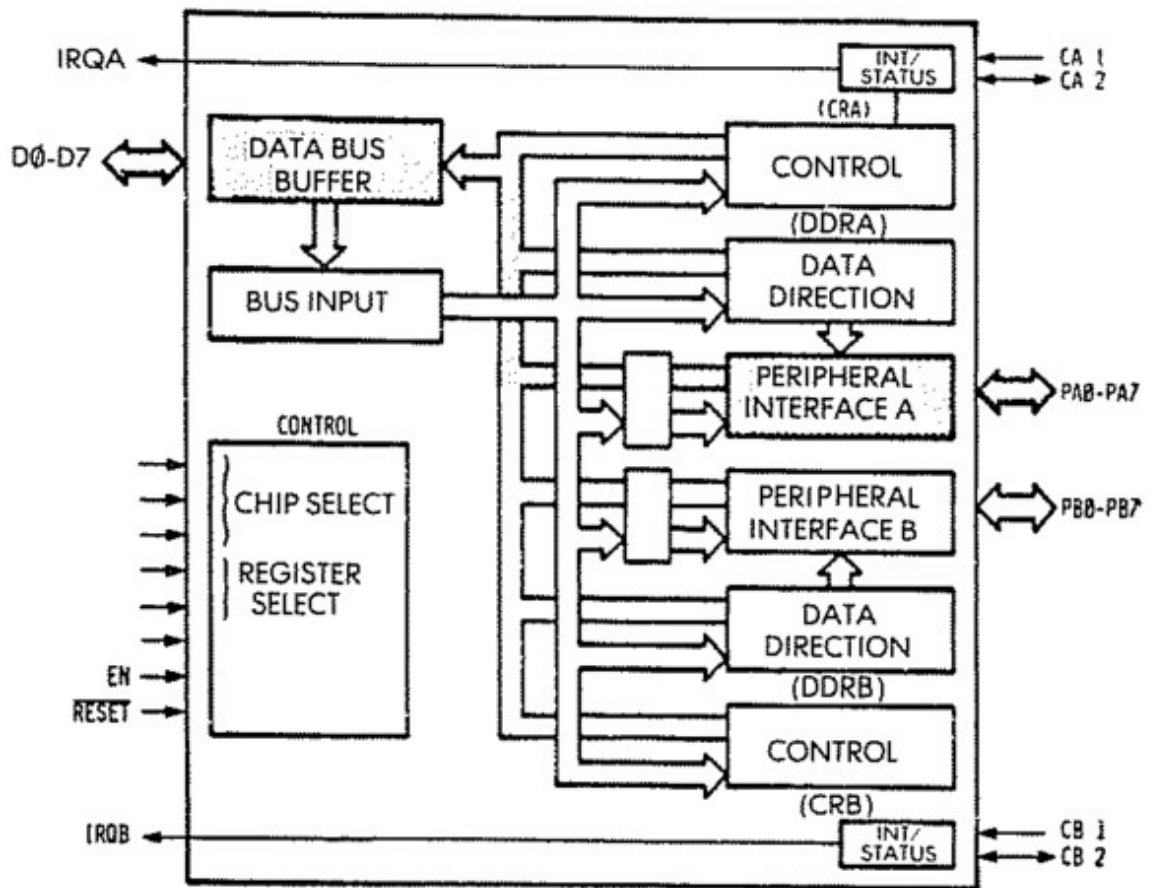 IRQA
INT/
STATUS
CA 1
CA 2
(CRA)
DØ-D7
DATA BUS
BUFFER
CONTROL
(DDRA)
BUS INPUT
DATA
DIRECTION
PERIPHERAL
INTERFACE A
PA0-PA7
CONTROL
CHIP SELECT
REGISTER
SELECT
EN
RESET
PERIPHERAL
INTERFACE B
PB0-PB7
DATA
DIRECTION
(DDRB)
CONTROL
(CRB)
IRQB
INT/
STATUS
CB 1
CB 2